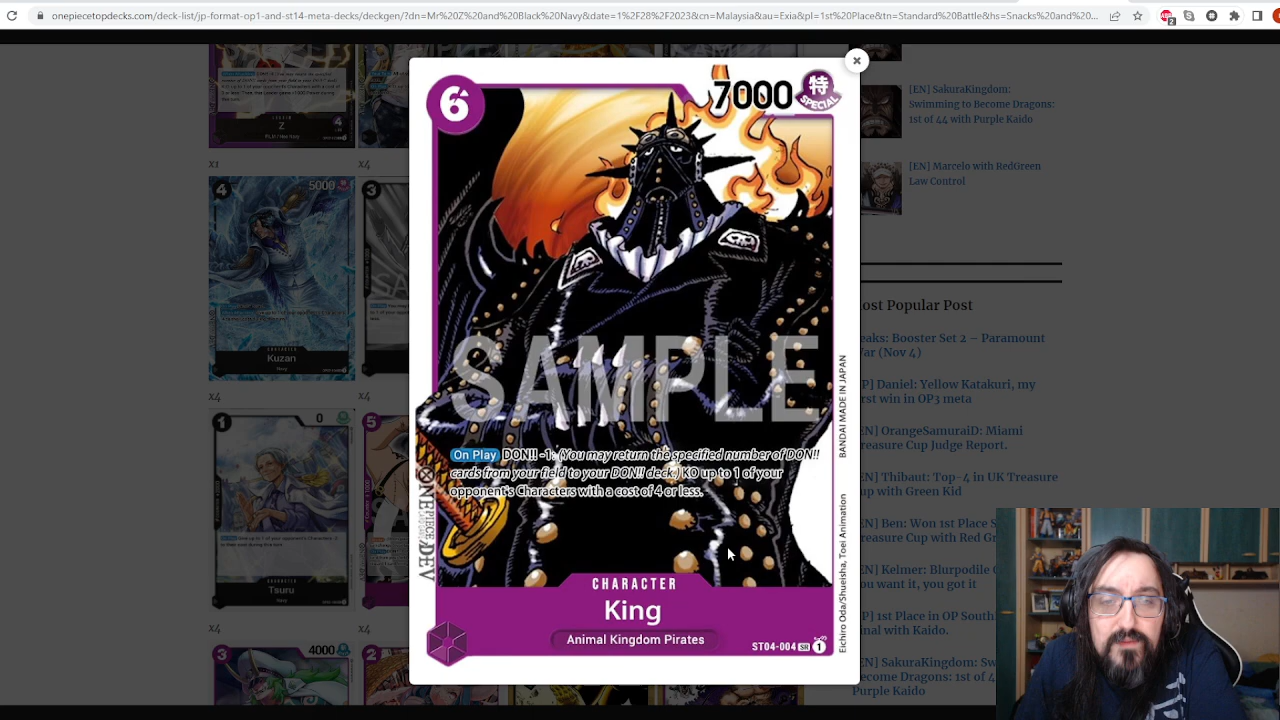 onepiecetopdecks.com/deck-list/jp-format-op1-and-st14-meta-decks/deckgen/?dn=Mr%20Z%20and%20Black%20Navy&date=1%2F28%2F2023&cn=Malaysia&au=Exia&pl=1st%20Place&tn=Standard%20Battle&hs=Snacks%20and%20...
2
Z
4
x1
x4
4
5000
Kuzan
3
x4
1
0
Tsuru
Navy
5
x4
x4
3
4000
2
6
7000
特
SPECIAL
SAMPLE
On Play DON!! -1: (You may return the specified number of DON!!
cards from your field to your DON!! deck.) KO up to 1 of your
opponent's Characters with a cost of 4 or less.
CHARACTER
King
Animal Kingdom Pirates
ST04-004 SR 1
BANDAI MADE IN JAPAN
Eiichiro Oda/Shueisha, Toei Animation
ONE PIECE
DEV
×
[EN] SakuraKingdom:
Swimming to Become Dragons:
1st of 44 with Purple Kaido
[EN] Marcelo with RedGreen
Law Control
ost Popular Post
eaks: Booster Set 2 – Paramount
ar (Nov 4)
P] Daniel: Yellow Katakuri, my
rst win in OP3 meta
EN] OrangeSamuraiD: Miami
reasure Cup Judge Report.
EN] Thibaut: Top-4 in UK Treasure
up with Green Kid
EN] Ben: Won 1st Place S
reasure Cup with Red Gr
EN] Kelmer: Blurpodile
ou want it, you got it
P] 1st Place in OP South
inal with Kaido.
EN] SakuraKingdom: Sw
ecome Dragons: 1st of 4
Purple Kaido